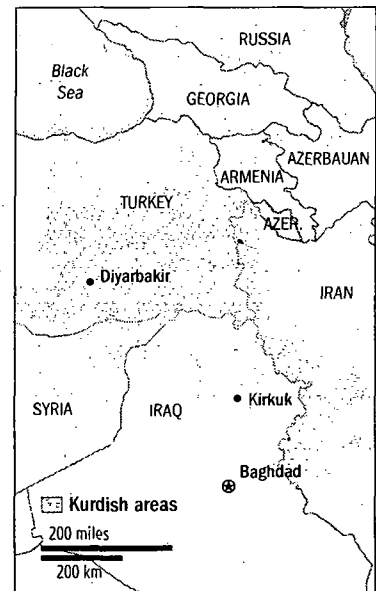 RUSSIA
Black
Sea
GEORGIA
AZERBAIJAN
ARMENIA
TURKEY
AZER.
Diyarbakir
IRAN
Kirkuk
SYRIA
IRAQ
Baghdad
Kurdish areas
200 miles
200 km